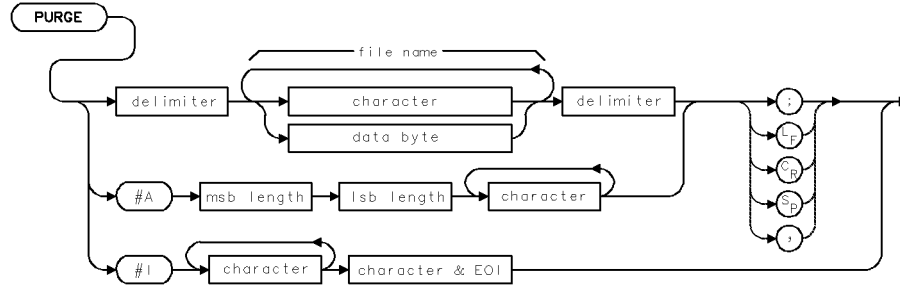 PURGE
file name
delimiter
character
delimiter
data byte
;
LF
CR
SP
,
#A
msb length
lsb length
character
#I
character
character & EOI